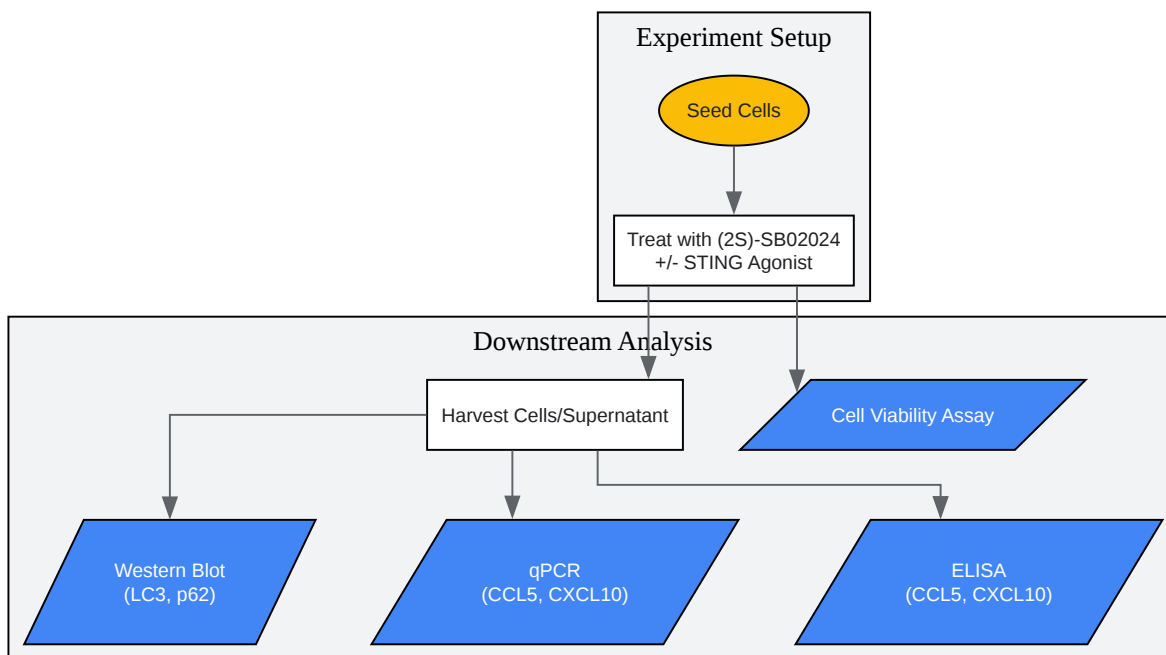 Experiment Setup
Seed Cells
Treat with (2S)-SB02024
+/- STING Agonist
Downstream Analysis
Harvest Cells/Supernatant
Cell Viability Assay
Western Blot
(LC3, p62)
qPCR
(CCL5, CXCL10)
ELISA
(CCL5, CXCL10)